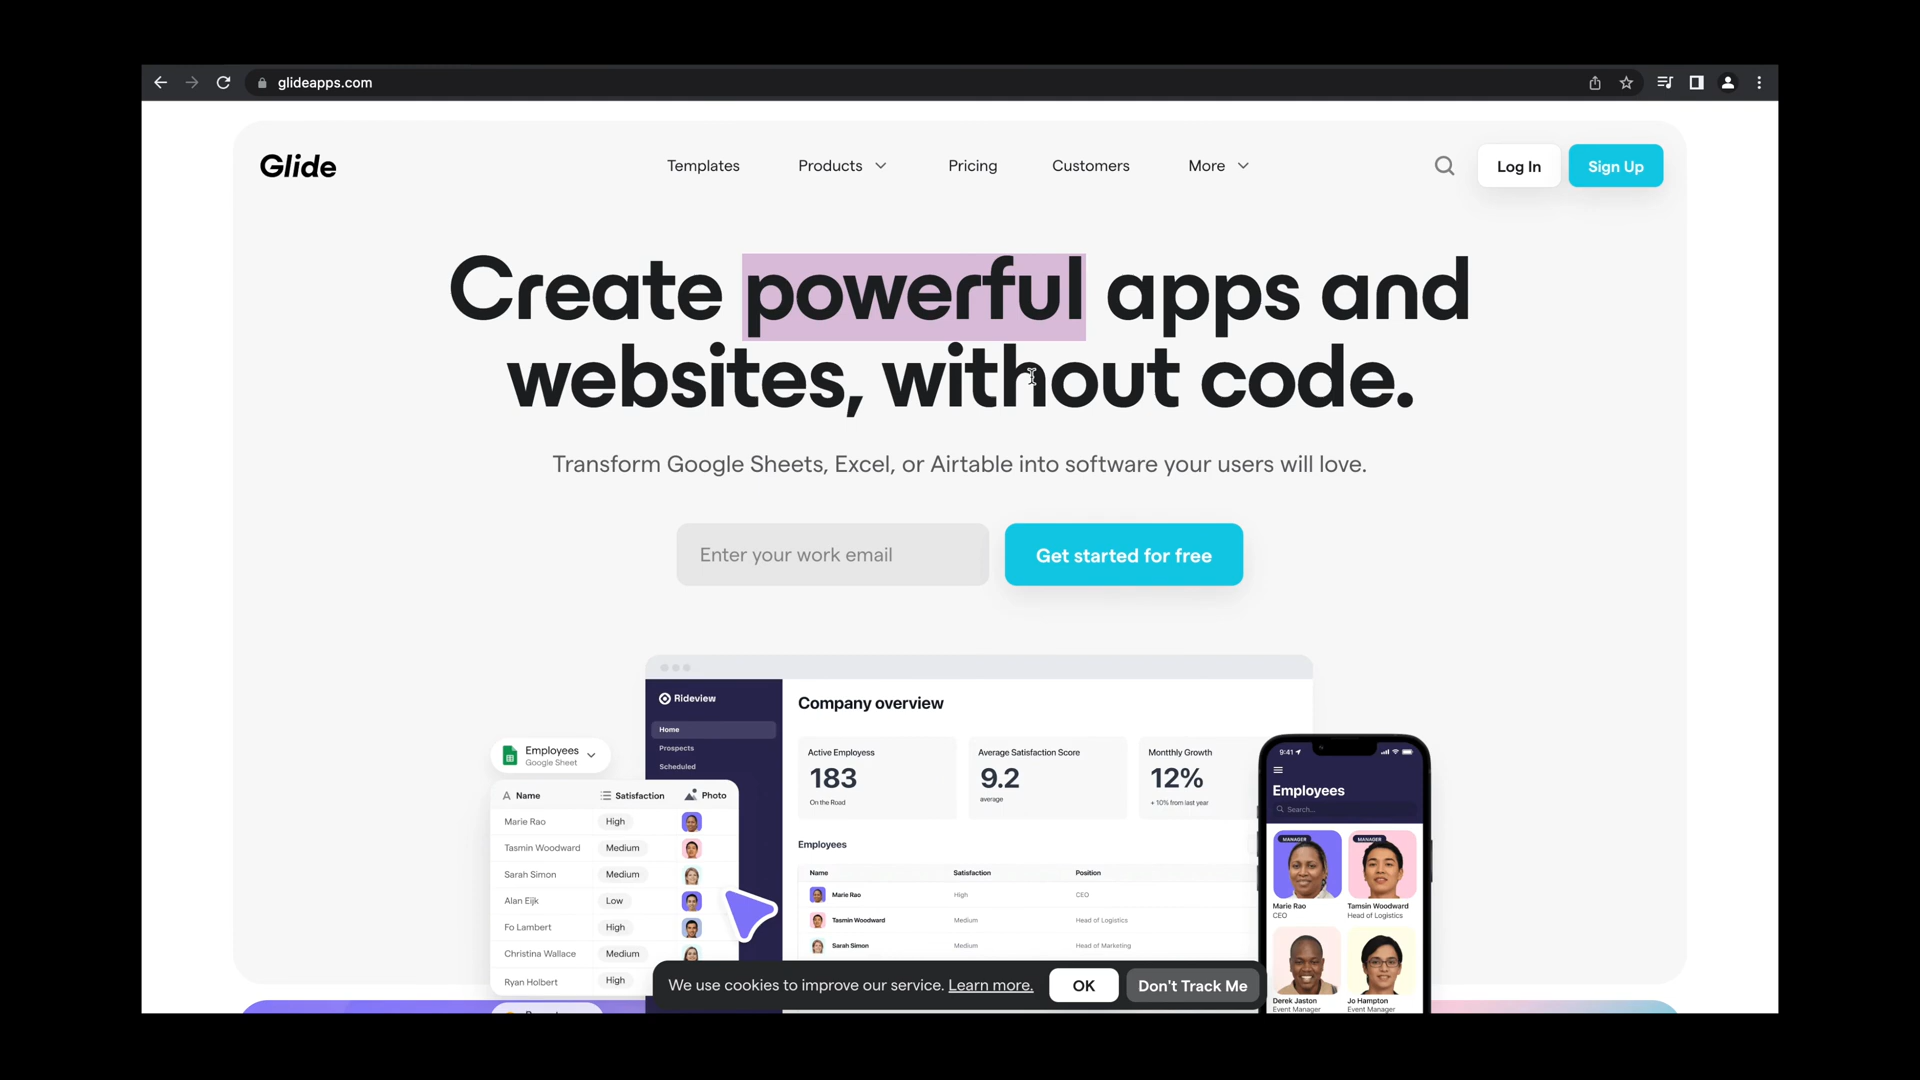 glideapps.com
Glide
Templates
Products
Pricing
Customers
More
Log In
Sign Up
Create powerful apps and
websites, without code.
Transform Google Sheets, Excel, or Airtable into software your users will love.
Enter your work email
Get started for free
Rideview
Home
Prospects
Scheduled
Company overview
Active Employess
183
On the Road
Average Satisfaction Score
9.2
average
Montthly Growth
12%
+ 10% from last year
Employees
Name Satisfaction Position
Marie Rao High CEO
Tasmin Woodward Medium Head of Logistics
Sarah Simon Medium Head of Marketing
Employees
Google Sheet
Name Satisfaction Photo
Marie Rao High
Tasmin Woodward Medium
Sarah Simon Medium
Alan Eijk Low
Fo Lambert High
Christina Wallace Medium
Ryan Holbert High
9:41
Employees
Search...
MANAGER
MANAGER
Marie Rao
CEO
Tamsin Woodward
Head of Logistics
Derek Jaston
Event Manager
Jo Hampton
Event Manager
We use cookies to improve our service. Learn more.
OK
Don't Track Me